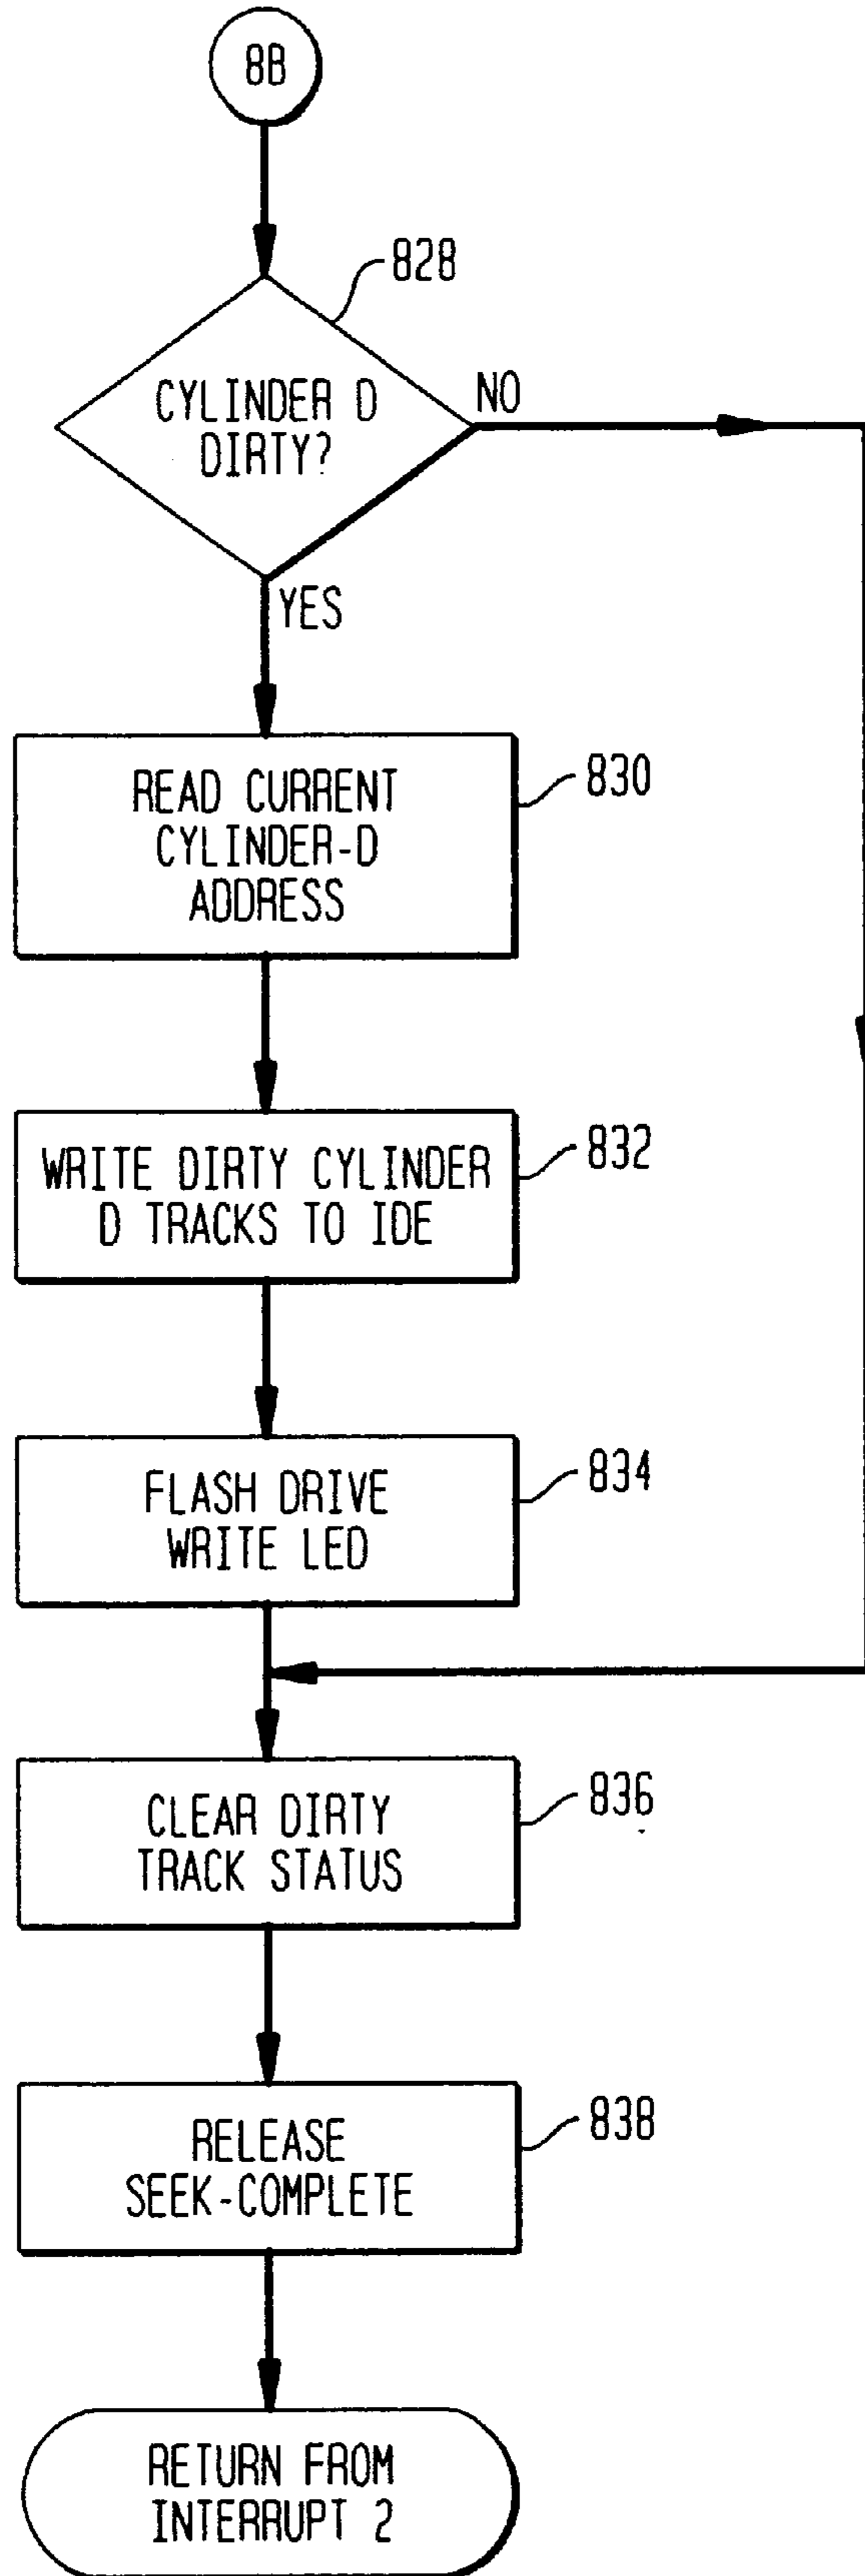 8B
828
CYLINDER D
DIRTY?
NO
YES
830
READ CURRENT
CYLINDER-D
ADDRESS
832
WRITE DIRTY CYLINDER
D TRACKS TO IDE
834
FLASH DRIVE
WRITE LED
836
CLEAR DIRTY
TRACK STATUS
838
RELEASE
SEEK-COMPLETE
RETURN FROM
INTERRUPT 2